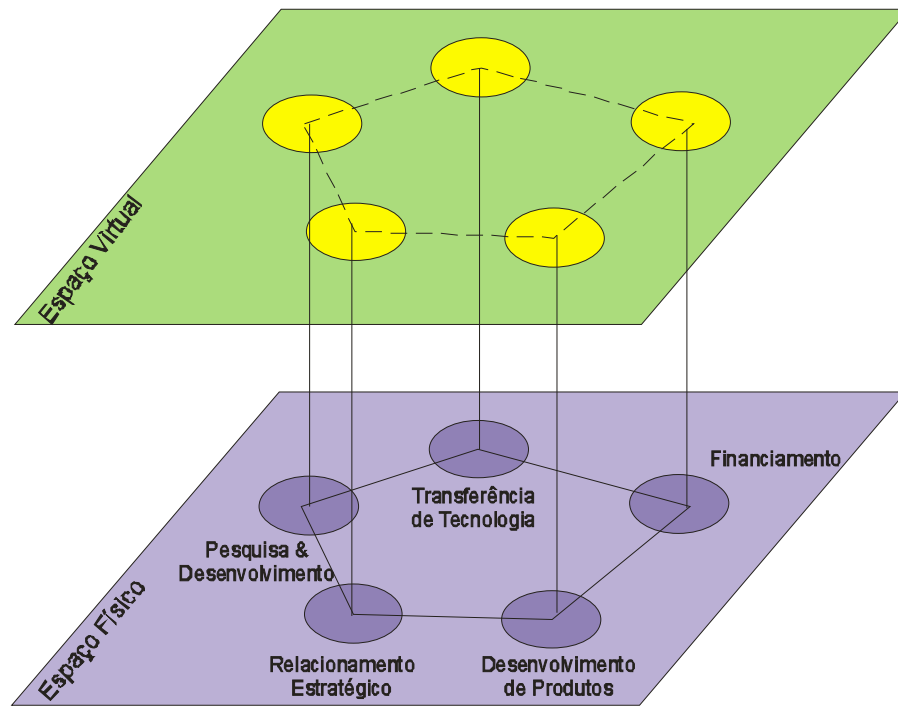 Espaço Virtual
Financiamento
Transferência
de Tecnologia
Pesquisa &
Desenvolvimento
Espaço Físico
Relacionamento
Estratégico
Desenvolvimento
de Produtos